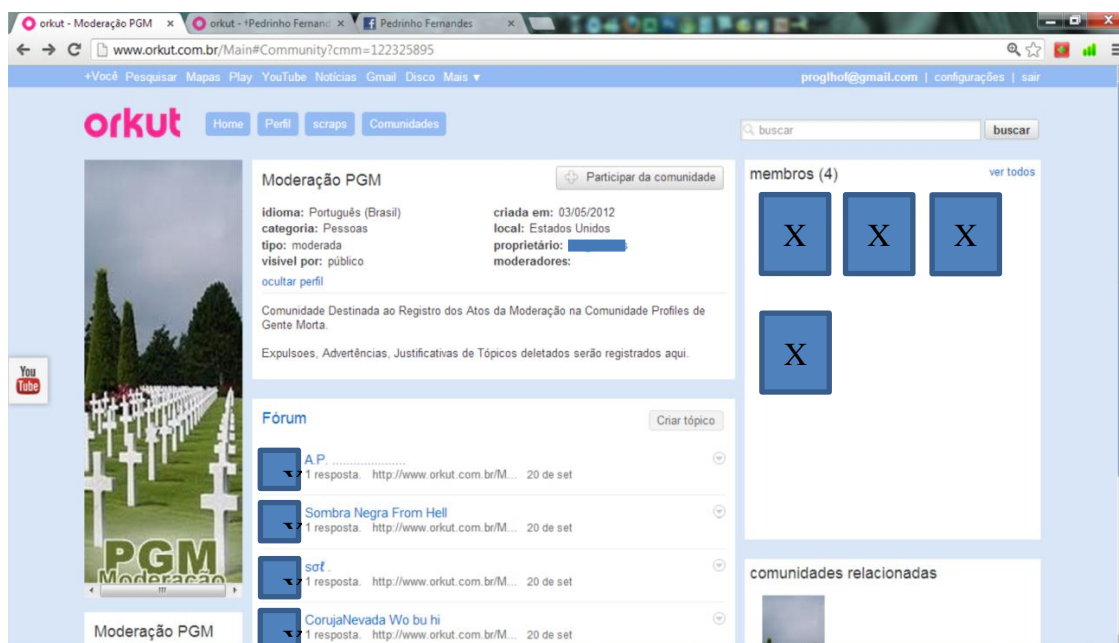 orkut - Moderação PGM
orkut - †Pedrinho Fernand
Pedrinho Fernandes
www.orkut.com.br/Main#Community?cmm=122325895
+Você Pesquisar Mapas Play YouTube Notícias Gmail Disco Mais ▼
proglhof@gmail.com | configurações | sair
orkut
Home Perfil scraps Comunidades
buscar
buscar
Moderação PGM
Participar da comunidade
idioma: Português (Brasil)
categoria: Pessoas
tipo: moderada
visivel por: público
criada em: 03/05/2012
local: Estados Unidos
proprietário:
moderadores:
ocultar perfil
Comunidade Destinada ao Registro dos Atos da Moderação na Comunidade Profiles de
Gente Morta.
Expulsoes, Advertências, Justificativas de Tópicos deletados serão registrados aqui.
membros (4)
ver todos
X X X
X
You
Tube
PGM
Moderação
Moderação PGM
Fórum
Criar tópico
A.P. ......................
1 resposta. http://www.orkut.com.br/M... 20 de set
Sombra Negra From Hell
1 resposta. http://www.orkut.com.br/M... 20 de set
sσℓ .
1 resposta. http://www.orkut.com.br/M... 20 de set
CorujaNevada Wo bu hi
1 resposta. http://www.orkut.com.br/M... 20 de set
comunidades relacionadas